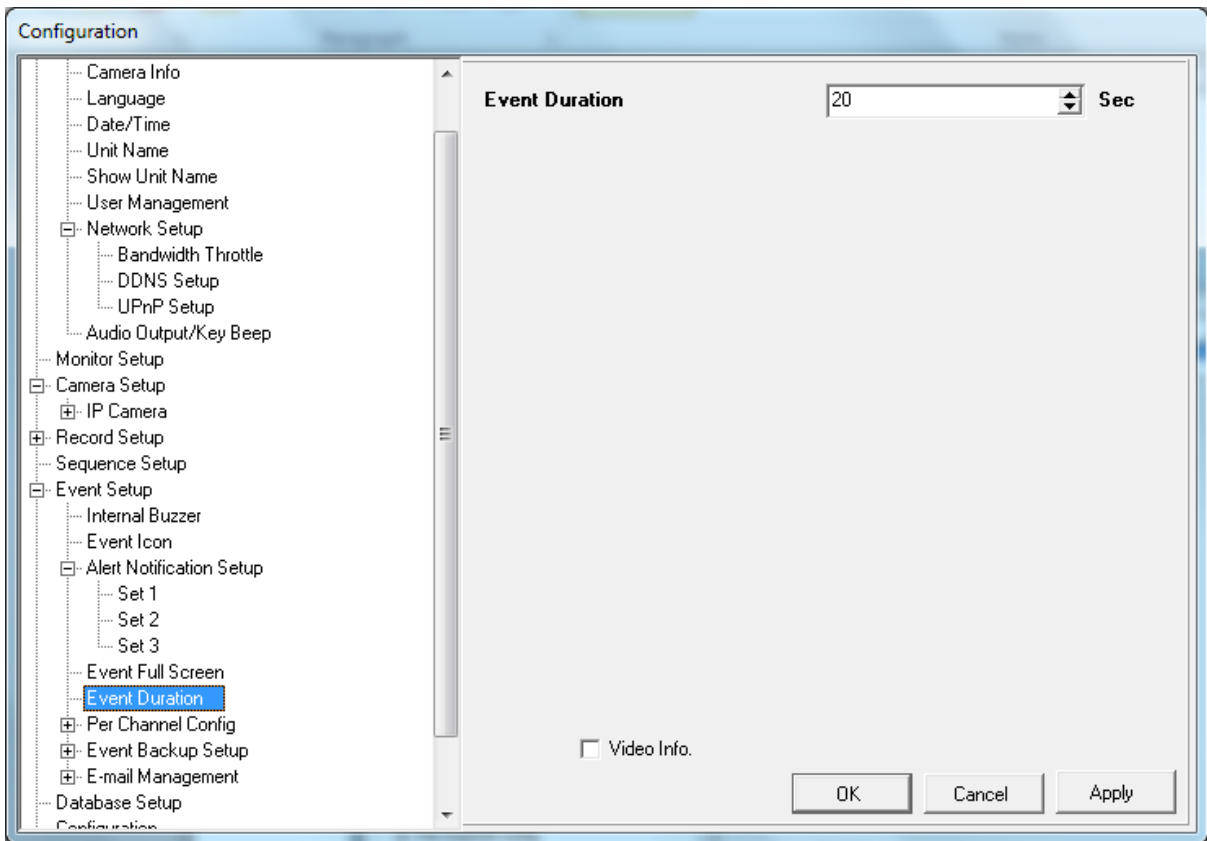 Configuration
Camera Info
Language
Date/Time
Unit Name
Show Unit Name
User Management
Network Setup
Bandwidth Throttle
DDNS Setup
UPnP Setup
Audio Output/Key Beep
Monitor Setup
Camera Setup
IP Camera
Record Setup
Sequence Setup
Event Setup
Internal Buzzer
Event Icon
Alert Notification Setup
Set 1
Set 2
Set 3
Event Full Screen
Event Duration
Per Channel Config
Event Backup Setup
E-mail Management
Database Setup
Configuration
Event Duration 20 Sec
Video Info.
OK Cancel Apply